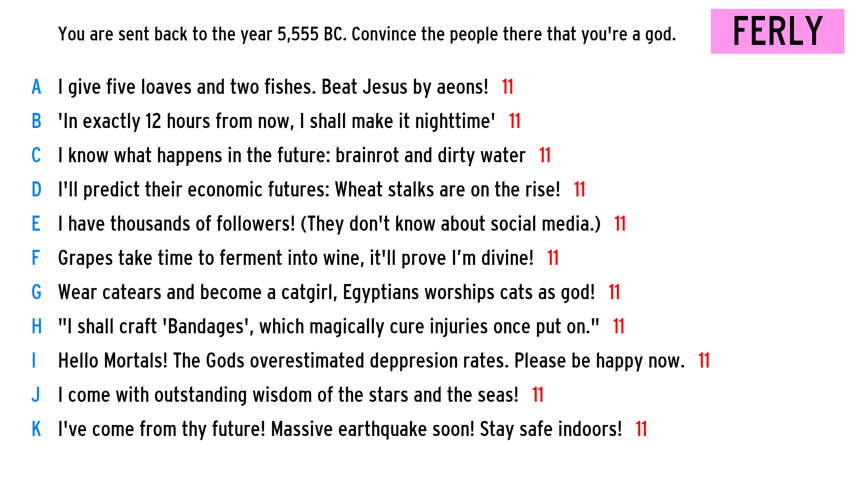 You are sent back to the year 5,555 BC. Convince the people there that you're a god.
FERLY
A I give five loaves and two fishes. Beat Jesus by aeons! 11
B 'In exactly 12 hours from now, I shall make it nighttime' 11
C I know what happens in the future: brainrot and dirty water 11
D I'll predict their economic futures: Wheat stalks are on the rise! 11
E I have thousands of followers! (They don't know about social media.) 11
F Grapes take time to ferment into wine, it'll prove I'm divine! 11
G Wear catears and become a catgirl, Egyptians worships cats as god! 11
H "I shall craft 'Bandages', which magically cure injuries once put on." 11
I Hello Mortals! The Gods overestimated deppresion rates. Please be happy now. 11
J I come with outstanding wisdom of the stars and the seas! 11
K I've come from thy future! Massive earthquake soon! Stay safe indoors! 11